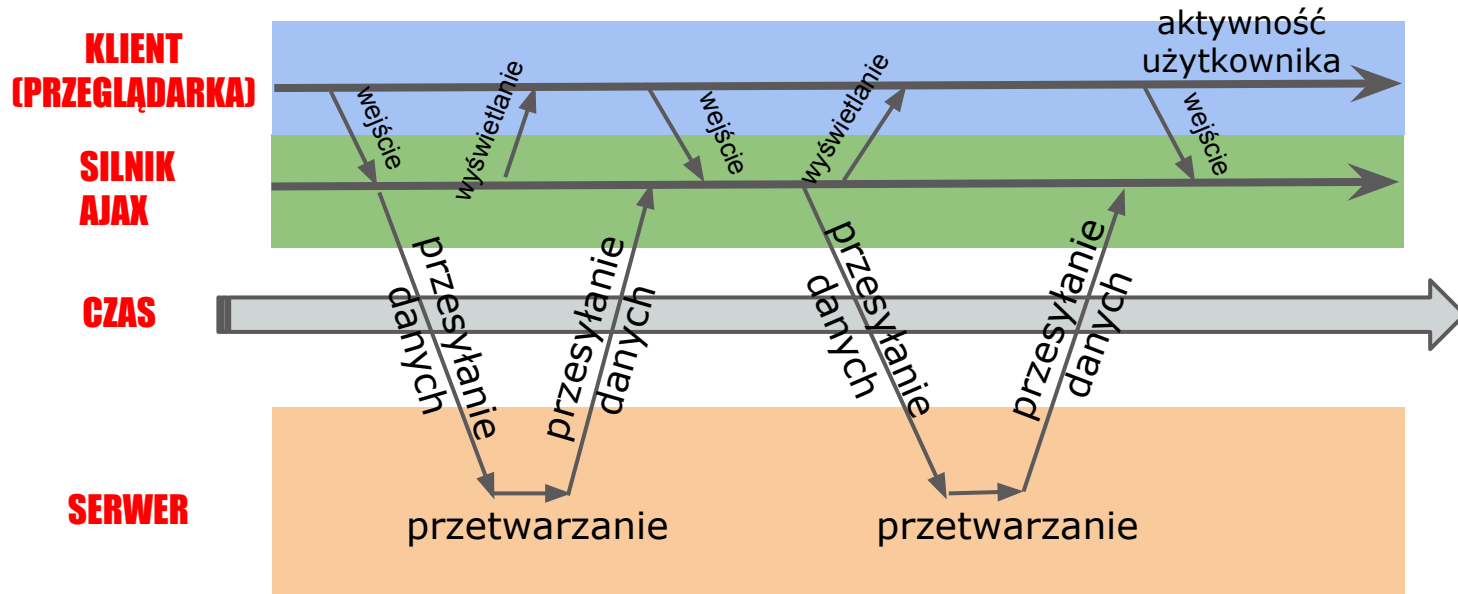 KLIENT
(PRZEGLĄDARKA)
aktywność
użytkownika
wejście
wyświetlanie
wejście
wyświetlanie
wejście
SILNIK
AJAX
przesyłanie
danych
przesyłanie
danych
przesyłanie
danych
przesyłanie
danych
CZAS
SERWER
przetwarzanie
przetwarzanie